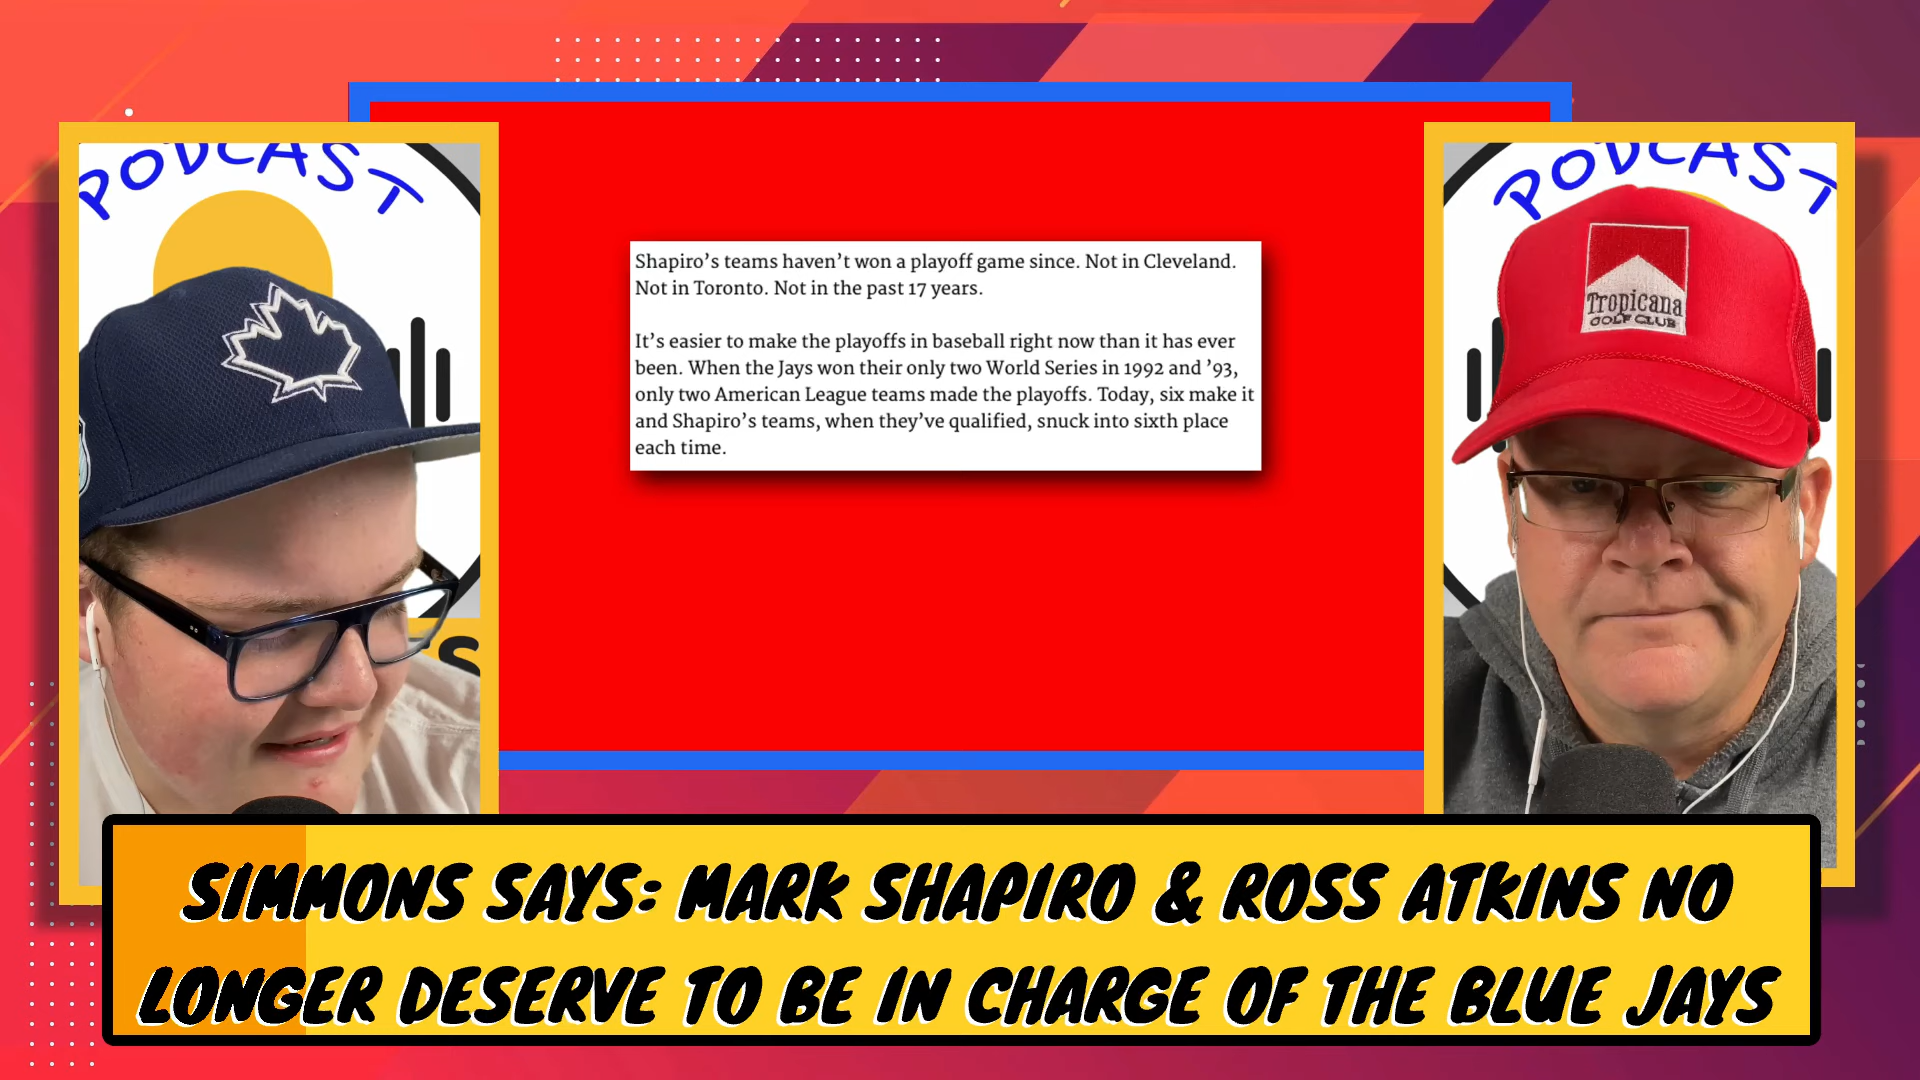 PODCAST
PODCAST
Tropicana
GOLF CLUB
Shapiro’s teams haven’t won a playoff game since. Not in Cleveland.
Not in Toronto. Not in the past 17 years.
It’s easier to make the playoffs in baseball right now than it has ever
been. When the Jays won their only two World Series in 1992 and ’93,
only two American League teams made the playoffs. Today, six make it
and Shapiro’s teams, when they’ve qualified, snuck into sixth place
each time.
SIMMONS SAYS: MARK SHAPIRO & ROSS ATKINS NO
LONGER DESERVE TO BE IN CHARGE OF THE BLUE JAYS